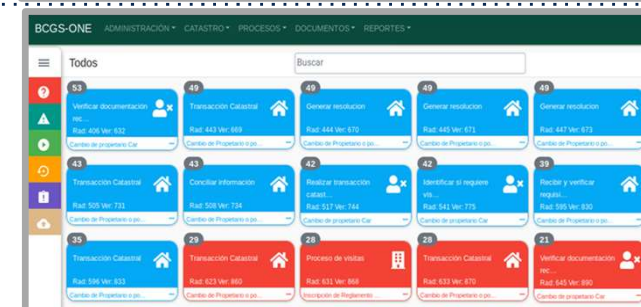 BCGS-ONE ADMINISTRACIÓN CATASTRO PROCESOS DOCUMENTOS REPORTES
Todos Buscar
53 49 49 49 49
Verificar documentación rec... Transacción Catastral Generar resolucion Generar resolucion Generar resolucion
Rad: 406 Ver: 632 Rad: 443 Ver: 669 Rad: 444 Ver: 670 Rad: 445 Ver: 671 Rad: 447 Ver: 673
Cambio de propietario Car Cambio de Propietario o po... Cambio de Propietario o po... Cambio de Propietario o po... Cambio de Propietario o po...
43 43 42 42 39
Transacción Catastral Conciliar información Realizar transacción catast... Identificar si requiere vis... Recibir y verificar requisi...
Rad: 505 Ver: 731 Rad: 508 Ver: 734 Rad: 517 Ver: 744 Rad: 541 Ver: 775 Rad: 595 Ver: 830
Cambio de Propietario o po... Cambio de Propietario o po... Cambio de propietario Car Cambio de propietario Car Cambio de Propietario o po...
35 29 28 28 21
Transacción Catastral Transacción Catastral Proceso de visitas Transacción Catastral Verificar documentación rec...
Rad: 596 Ver: 833 Rad: 623 Ver: 860 Rad: 631 Ver: 868 Rad: 633 Ver: 870 Rad: 645 Ver: 890
Cambio de Propietario o po... Cambio de Propietario o po... Inscripción de Reglamento ... Cambio de Propietario o po... Cambio de propietario Car